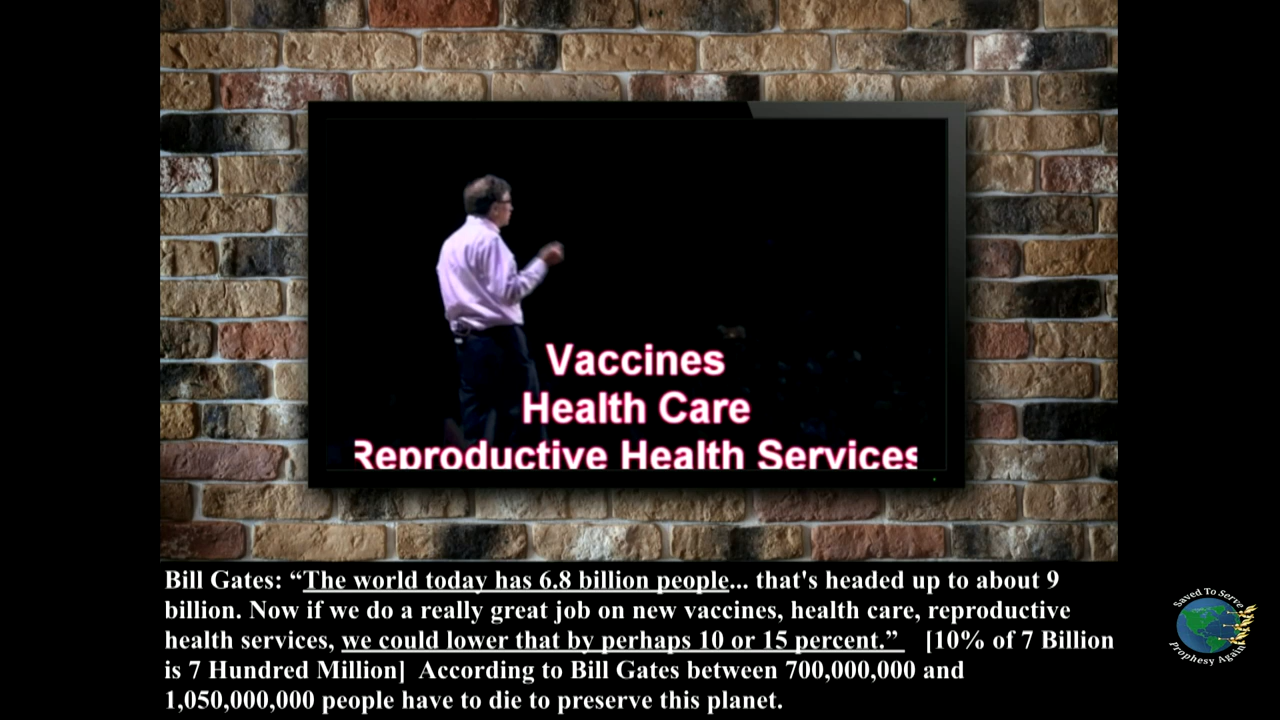 Vaccines
Health Care
Reproductive Health Services
Bill Gates: “The world today has 6.8 billion people... that's headed up to about 9
billion. Now if we do a really great job on new vaccines, health care, reproductive
health services, we could lower that by perhaps 10 or 15 percent.” [10% of 7 Billion
is 7 Hundred Million] According to Bill Gates between 700,000,000 and
1,050,000,000 people have to die to preserve this planet.
Saved To Serve
Prophesy Again